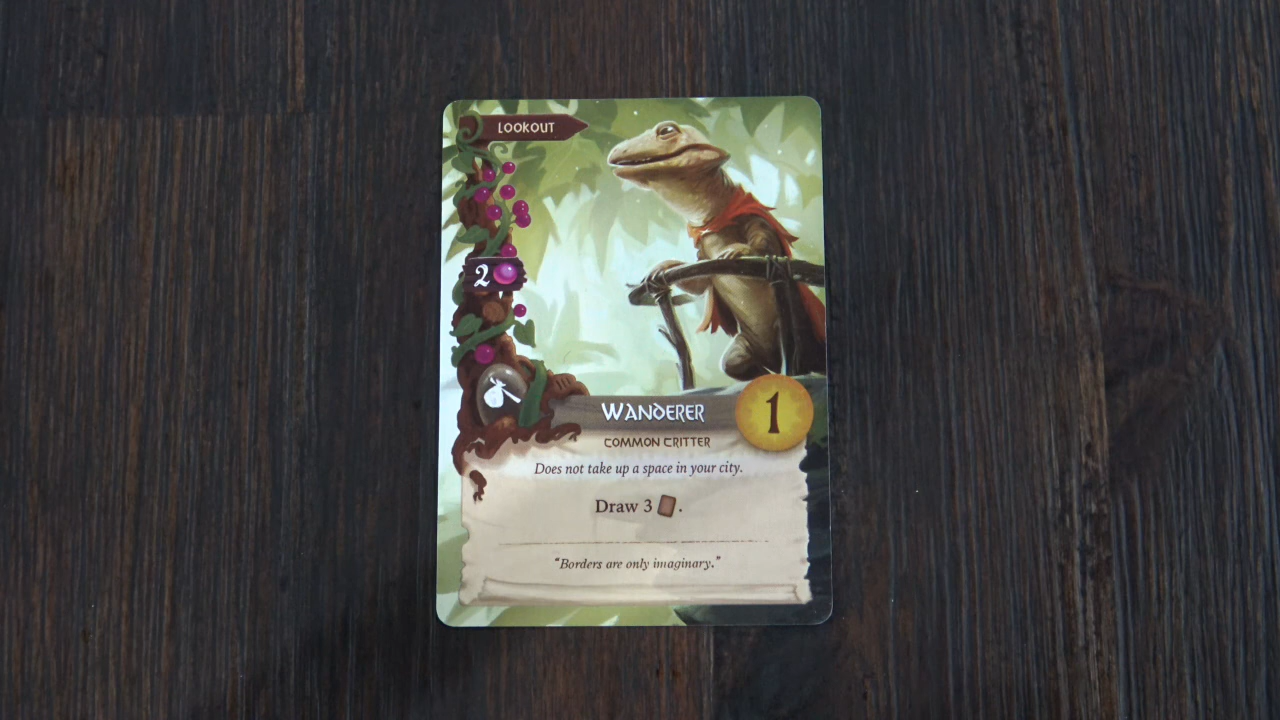 LOOKOUT
2
WANDERER
1
COMMON CRITTER
Does not take up a space in your city.
Draw 3 .
“Borders are only imaginary.”